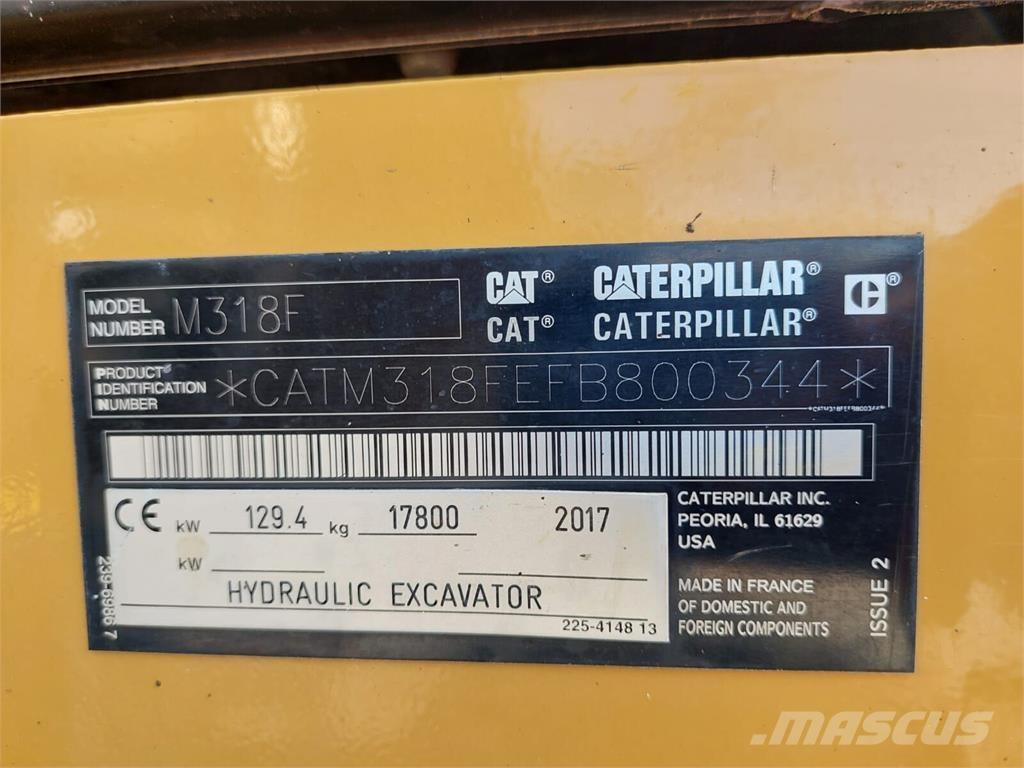 MODEL NUMBER M318F
CAT® CATERPILLAR®
CAT® CATERPILLAR®
PRODUCT IDENTIFICATION NUMBER *CATM318FEFB800344*
*CATM318FEFB800344*
CE kW 129.4 kg 17800 2017
kW
HYDRAULIC EXCAVATOR
225-4148 13
239-6986 7
CATERPILLAR INC.
PEORIA, IL 61629
USA
MADE IN FRANCE
OF DOMESTIC AND
FOREIGN COMPONENTS
ISSUE 2
MASCUS